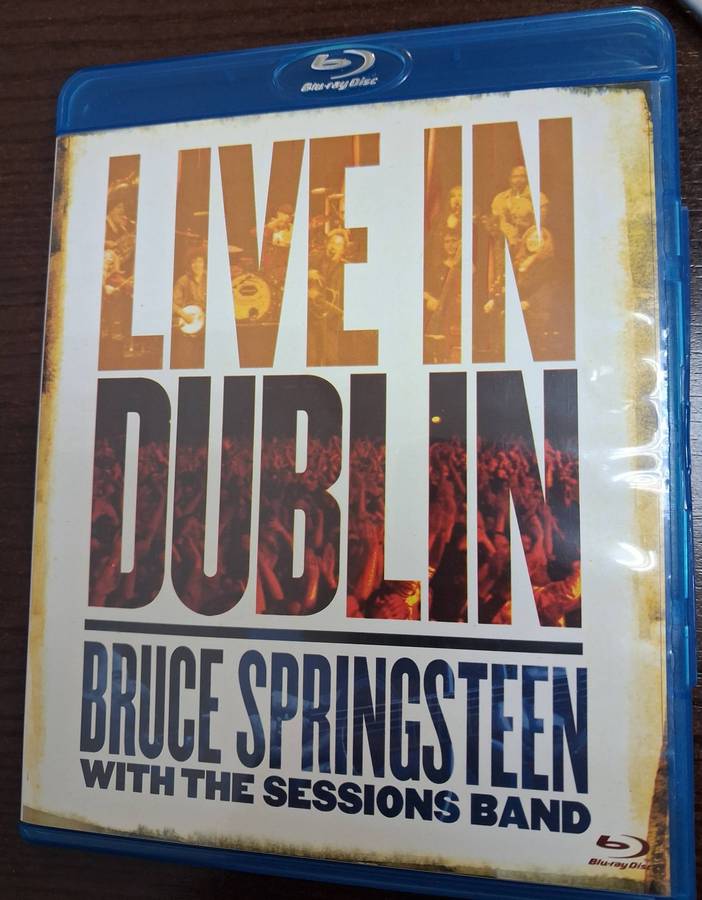 Blu-ray Disc
LIVE IN
DUBLIN
BRUCE SPRINGSTEEN
WITH THE SESSIONS BAND
Blu-ray Disc